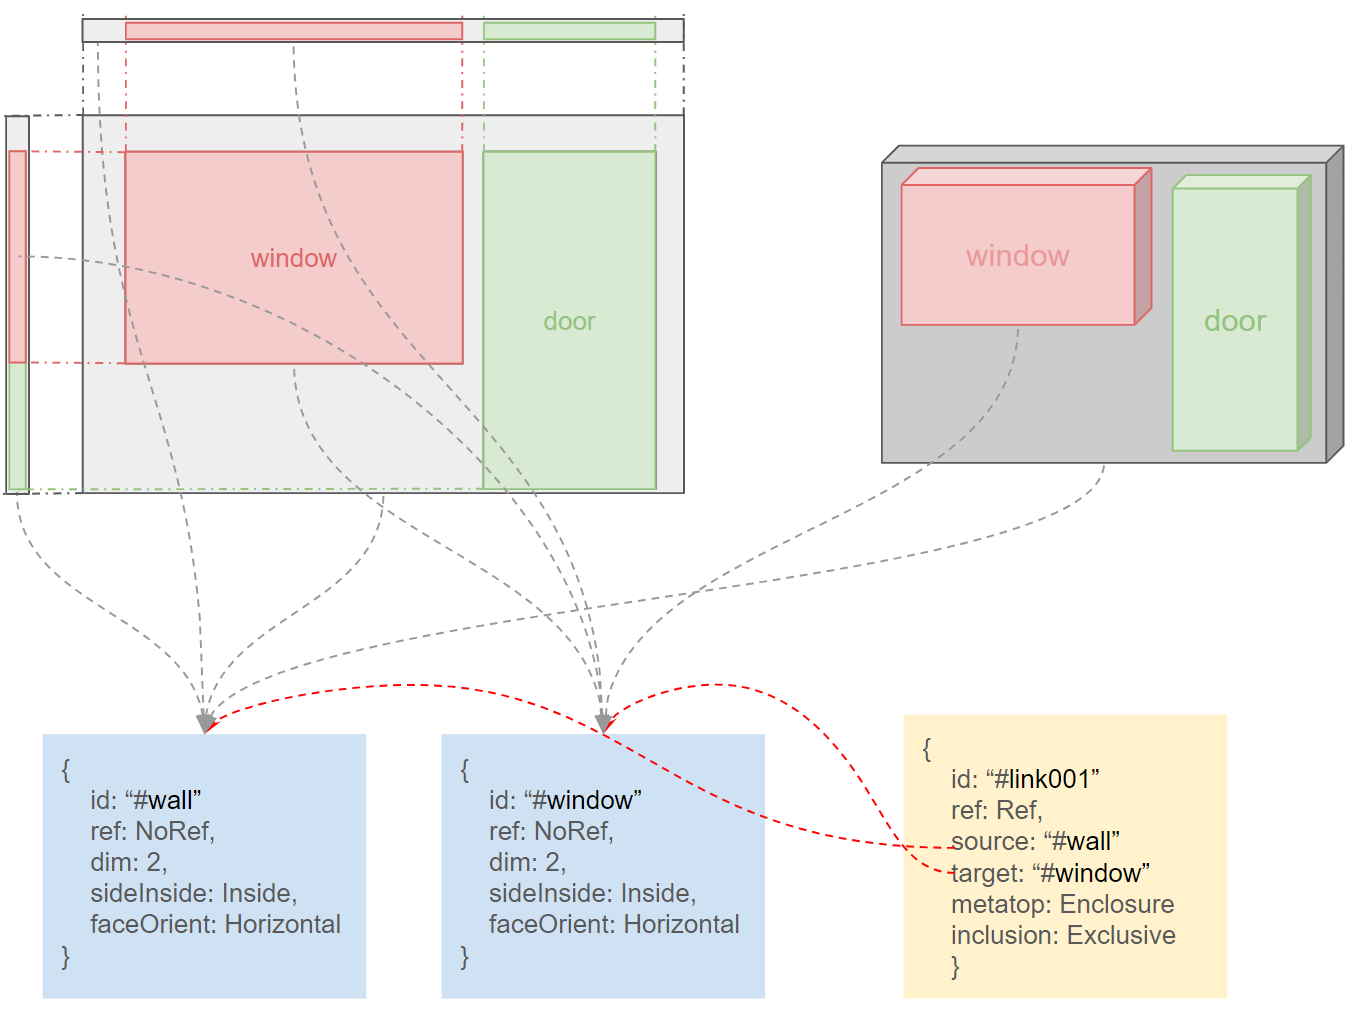 window
door
window
door
{
id: “#wall”
ref: NoRef,
dim: 2,
sideInside: Inside,
faceOrient: Horizontal
}
{
id: “#window”
ref: NoRef,
dim: 2,
sideInside: Inside,
faceOrient: Horizontal
}
{
id: “#link001”
ref: Ref,
source: “#wall”
target: “#window”
metatop: Enclosure
inclusion: Exclusive
}